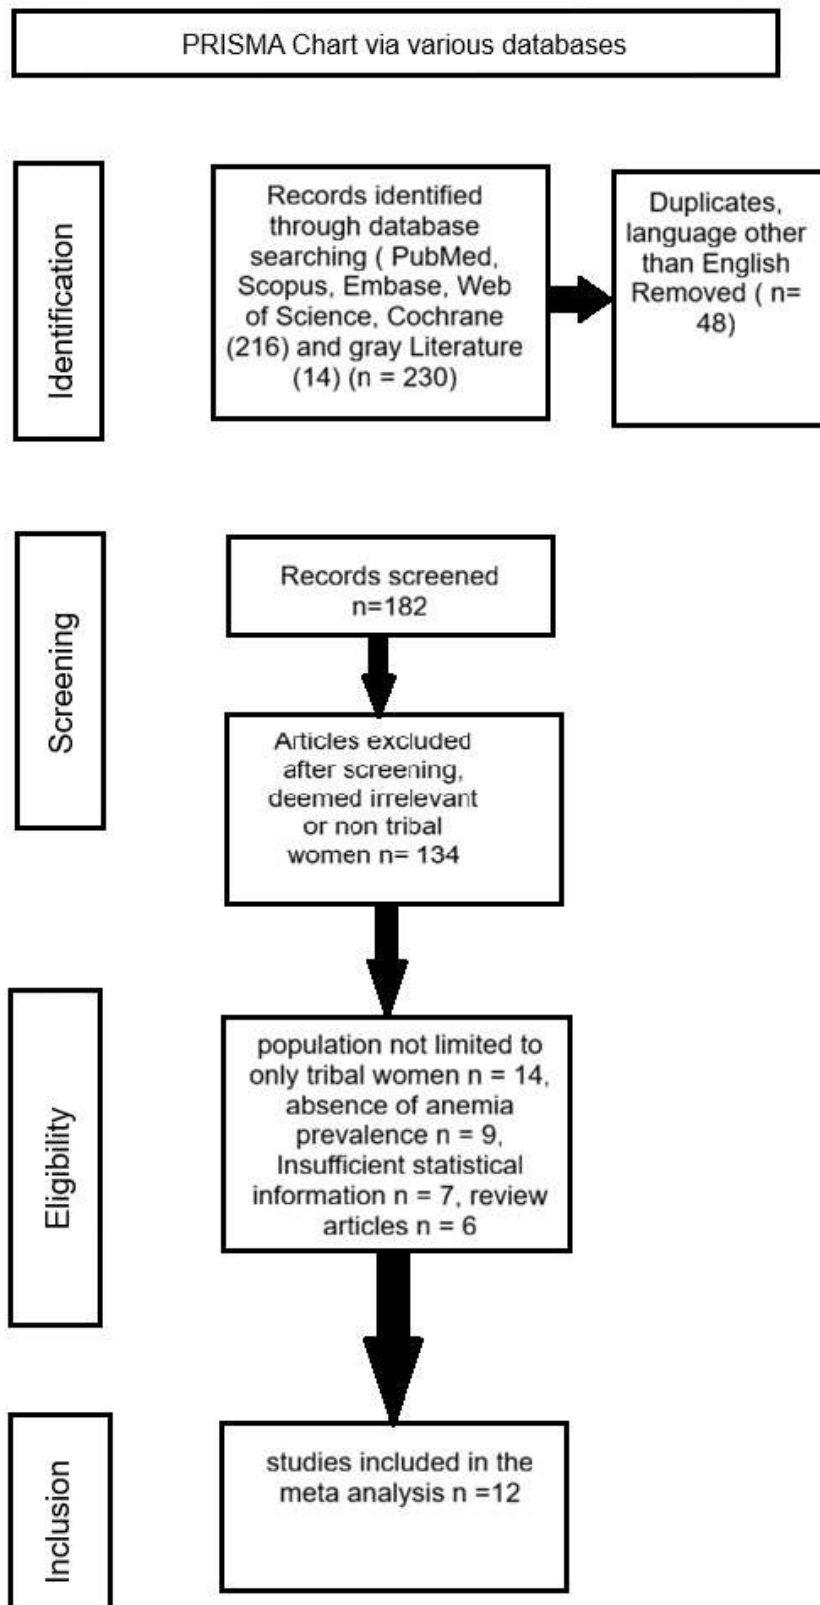 PRISMA Chart via various databases
Identification
Records identified
through database
searching ( PubMed,
Scopus, Embase, Web
of Science, Cochrane
(216) and gray Literature
(14) (n = 230)
Duplicates,
language other
than English
Removed ( n=
48)
Screening
Records screened
n=182
Articles excluded
after screening,
deemed irrelevant
or non tribal
women n= 134
Eligibility
population not limited to
only tribal women n = 14,
absence of anemia
prevalence n = 9,
Insufficient statistical
information n = 7, review
articles n = 6
Inclusion
studies included in the
meta analysis n =12